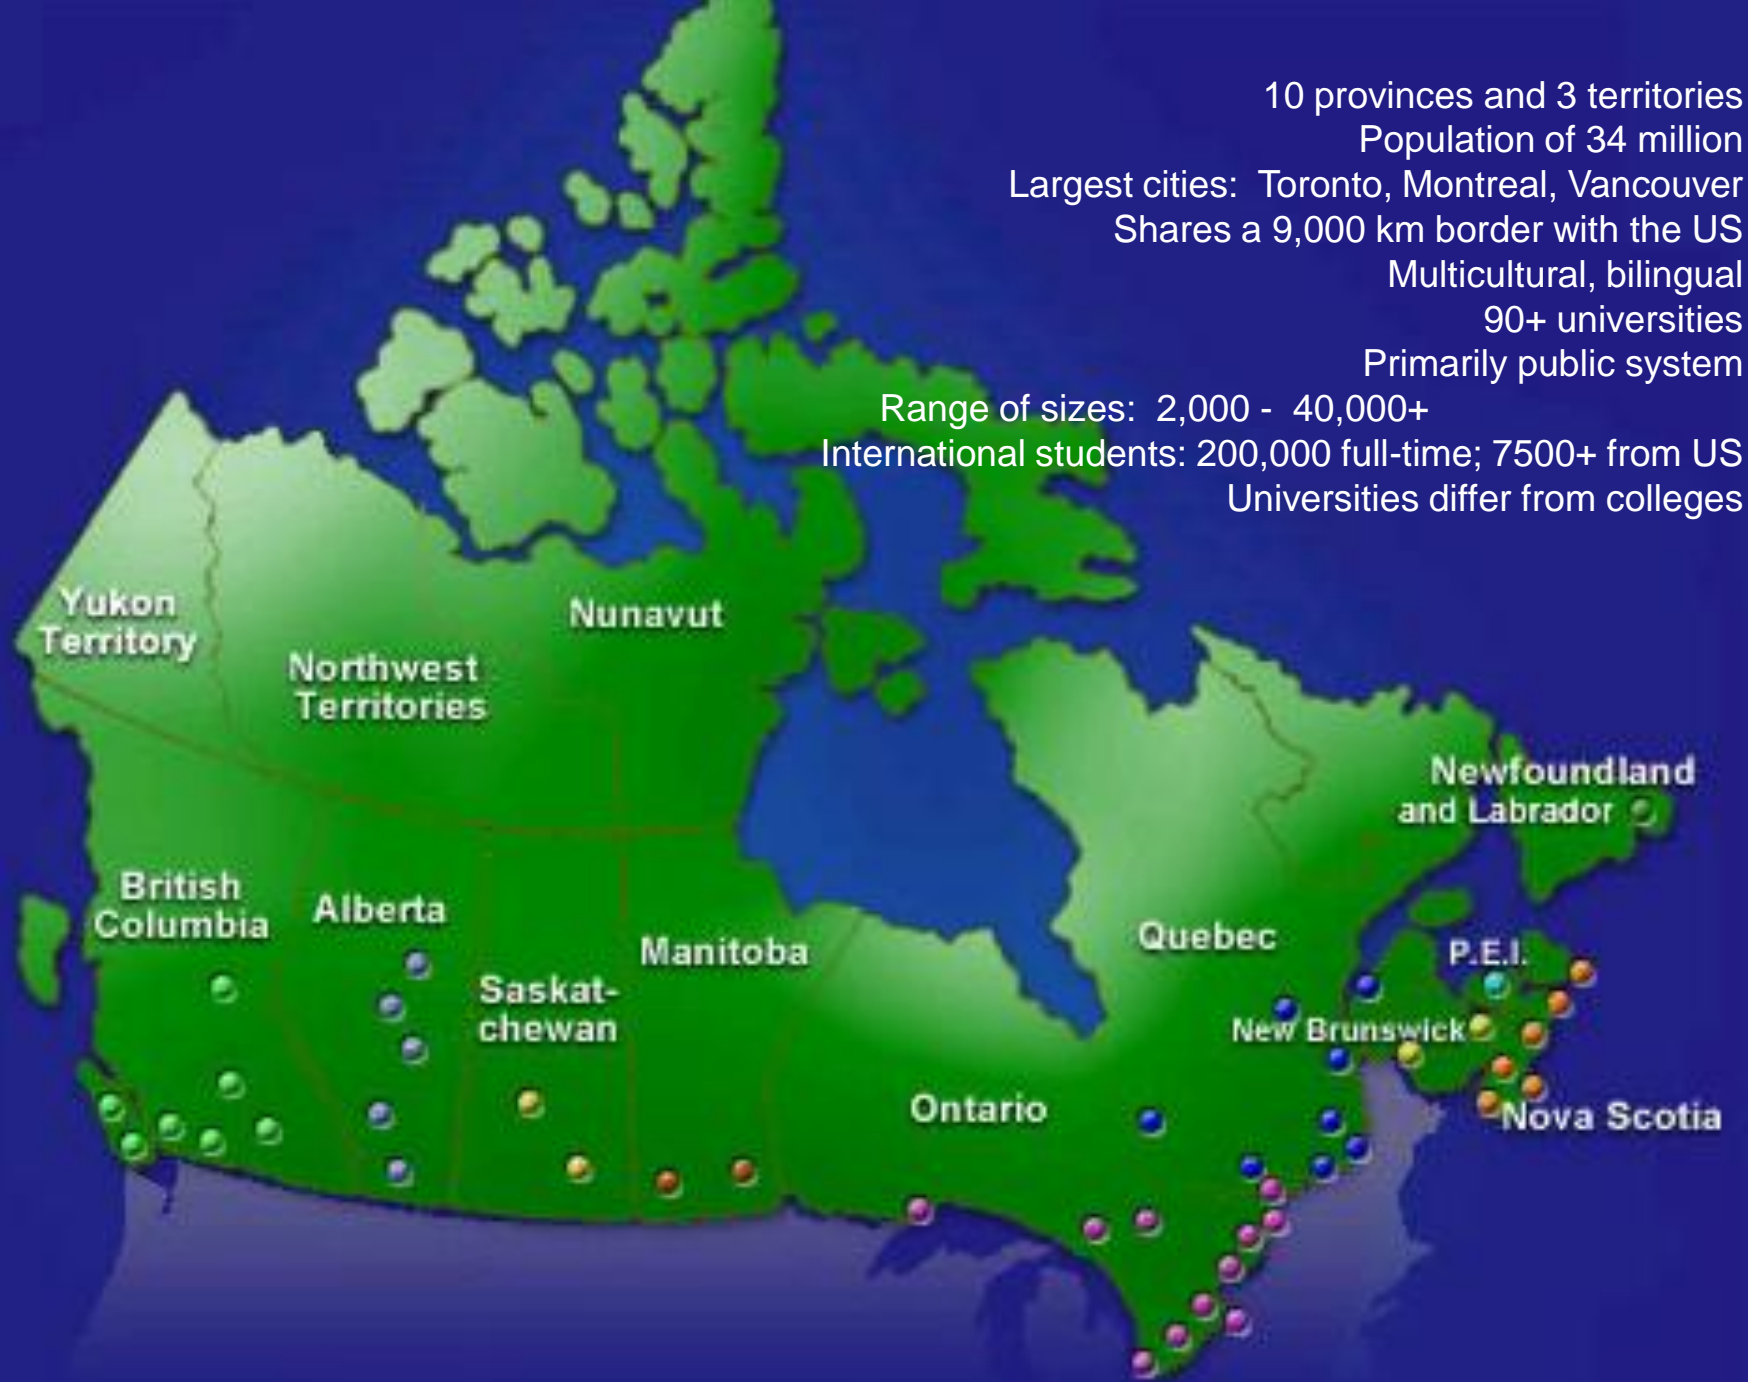 10 provinces and 3 territories
Population of 34 million
Largest cities:  Toronto, Montreal, Vancouver
Shares a 9,000 km border with the US
Multicultural, bilingual
90+ universities
Primarily public system
Range of sizes:  2,000 -  40,000+
International students: 200,000 full-time; 7500+ from US
Universities differ from colleges
Yukon
Territory
Northwest
Territories
Nunavut
Newfoundland
and Labrador
British
Columbia
Alberta
Saskat-
chewan
Manitoba
Ontario
Quebec
P.E.I.
New Brunswick
Nova Scotia